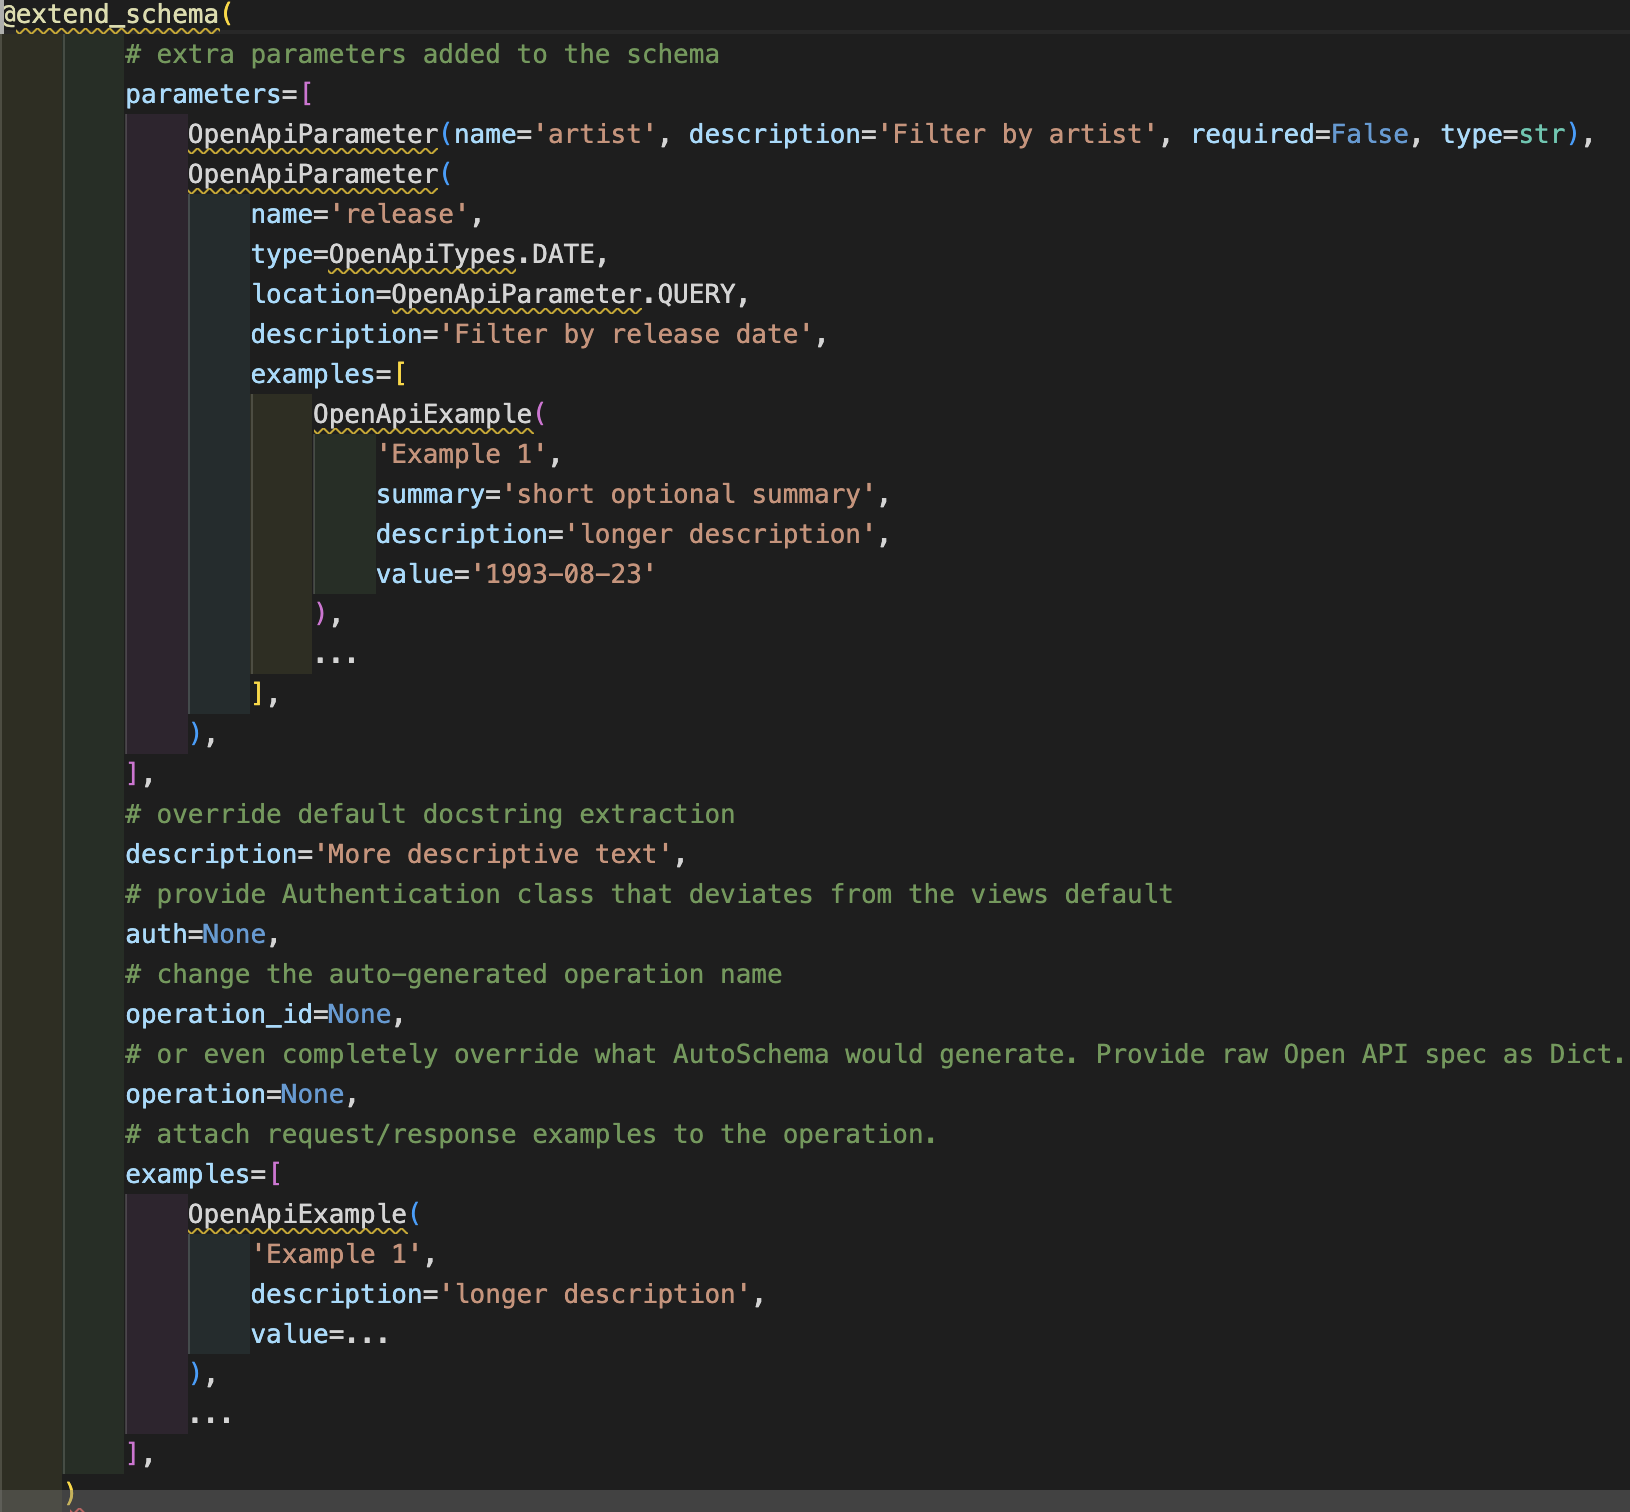 @extend_schema(
# extra parameters added to the schema
parameters=[
OpenApiParameter(name='artist', description='Filter by artist', required=False, type=str),
OpenApiParameter(
name='release',
type=OpenApiTypes.DATE,
location=OpenApiParameter.QUERY,
description='Filter by release date',
examples=[
OpenApiExample(
'Example 1',
summary='short optional summary',
description='longer description',
value='1993-08-23'
),
...
],
),
],
# override default docstring extraction
description='More descriptive text',
# provide Authentication class that deviates from the views default
auth=None,
# change the auto-generated operation name
operation_id=None,
# or even completely override what AutoSchema would generate. Provide raw Open API spec as Dict.
operation=None,
# attach request/response examples to the operation.
examples=[
OpenApiExample(
'Example 1',
description='longer description',
value=...
),
...
],
)